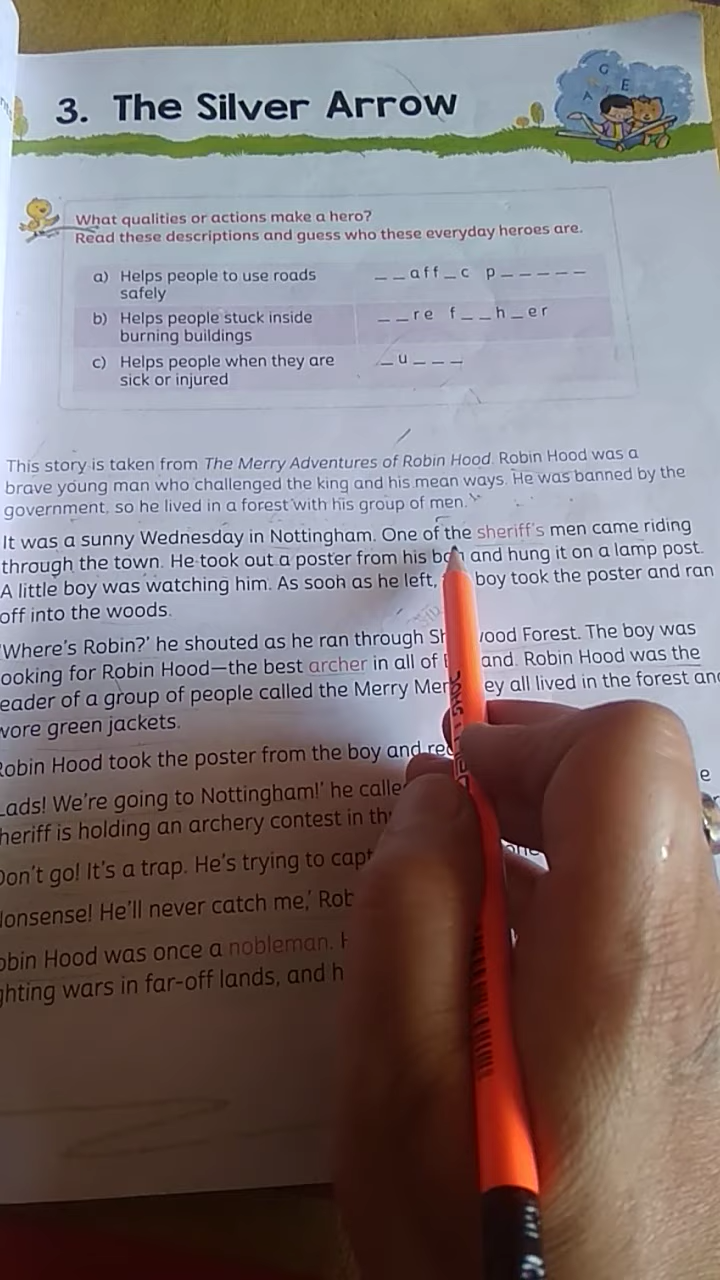 3. The Silver Arrow
What qualities or actions make a hero?
Read these descriptions and guess who these everyday heroes are.
a) Helps people to use roads safely _ _ a f f _ c p _ _ _ _ _
b) Helps people stuck inside burning buildings _ _ r e f _ _ h _ e r
c) Helps people when they are sick or injured _ u _ _ _
This story is taken from The Merry Adventures of Robin Hood. Robin Hood was a
brave young man who challenged the king and his mean ways. He was banned by the
government, so he lived in a forest with his group of men.
It was a sunny Wednesday in Nottingham. One of the sheriff's men came riding
through the town. He took out a poster from his and hung it on a lamp post.
A little boy was watching him. As soon as he left, boy took the poster and ran
off into the woods.
'Where's Robin?' he shouted as he ran through Forest. The boy was
ooking for Robin Hood—the best archer in all of and. Robin Hood was the
eader of a group of people called the Merry Men ey all lived in the forest and
wore green jackets.
Robin Hood took the poster from the boy and
Lads! We're going to Nottingham!' he calle
heriff is holding an archery contest in th
Don't go! It's a trap. He's trying to capt
Nonsense! He'll never catch me,' Rob
obin Hood was once a nobleman. H
ghting wars in far-off lands, and h